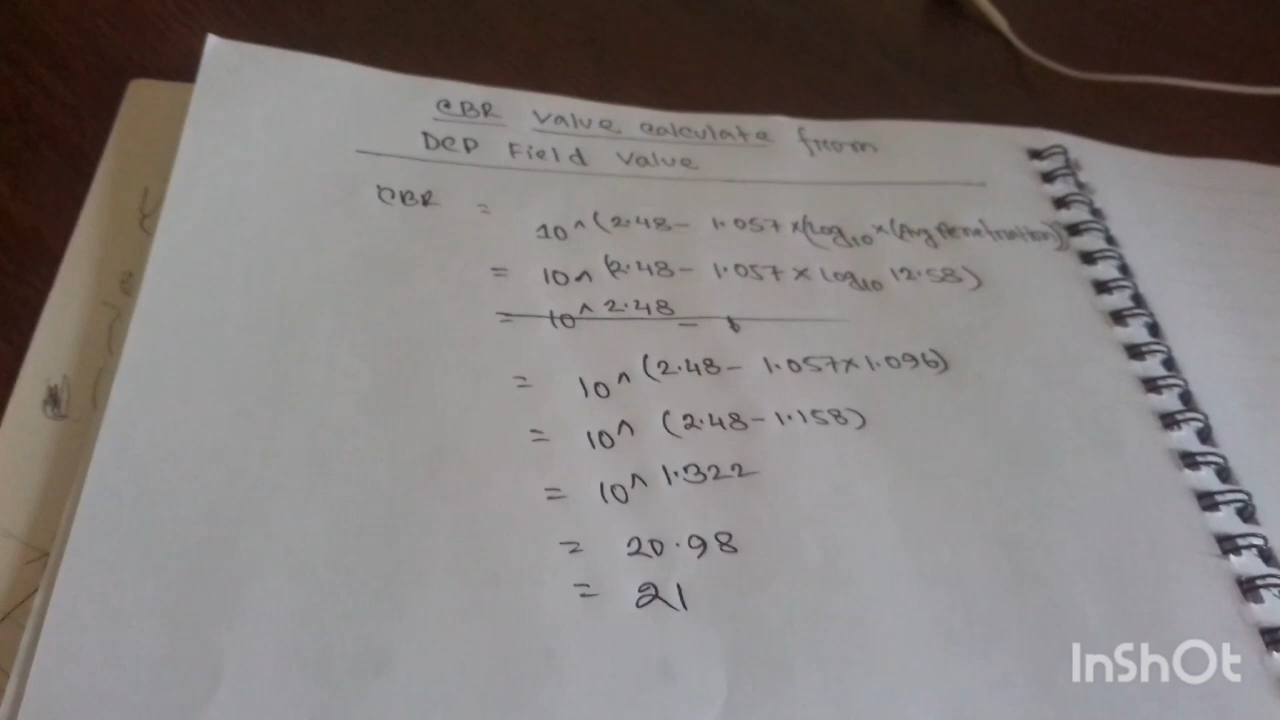 CBR value calculate from
DCP Field value
CBR =
10^(2.48- 1.057×(Log10×(Avg Penetration))
= 10^(2.48- 1.057×Log10 12.58)
= 10^2.48 -
= 10^(2.48- 1.057×1.096)
= 10^ (2.48-1.158)
= 10^ 1.322
= 20.98
= 21
InShOt